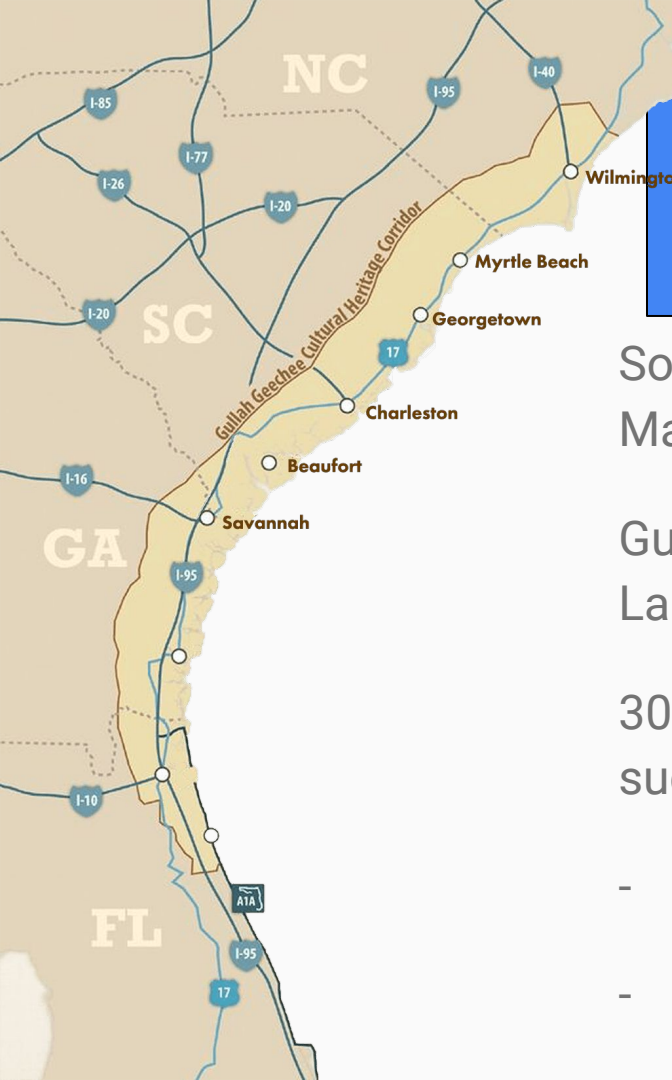 NC
I-40
I-95
I-85
I-77
I-26
Wilmingto
I-20
Gullah Geechee Cultural Heritage Corridor
Myrtle Beach
I-20
SC
Georgetown
17
So
Charleston
Ma
Beaufort
I-16
Savannah
GA
Gu
I-95
La
30
su
I-10
-
A1A
FL
I-95
17
-